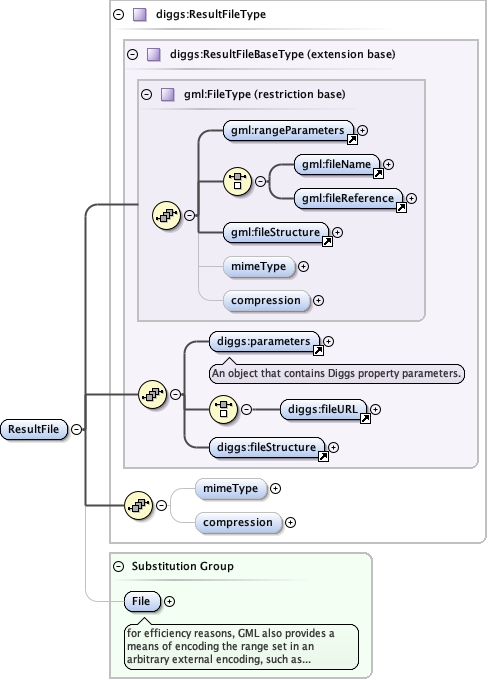 diggs:ResultFileType
diggs:ResultFileBaseType (extension base)
gml:FileType (restriction base)
gml:rangeParameters
gml:fileName
gml:fileReference
gml:fileStructure
mimeType
compression
diggs:parameters
An object that contains Diggs property parameters.
diggs:fileURL
diggs:fileStructure
ResultFile
mimeType
compression
Substitution Group
File
for efficiency reasons, GML also provides a
means of encoding the range set in an
arbitrary external encoding, such as...